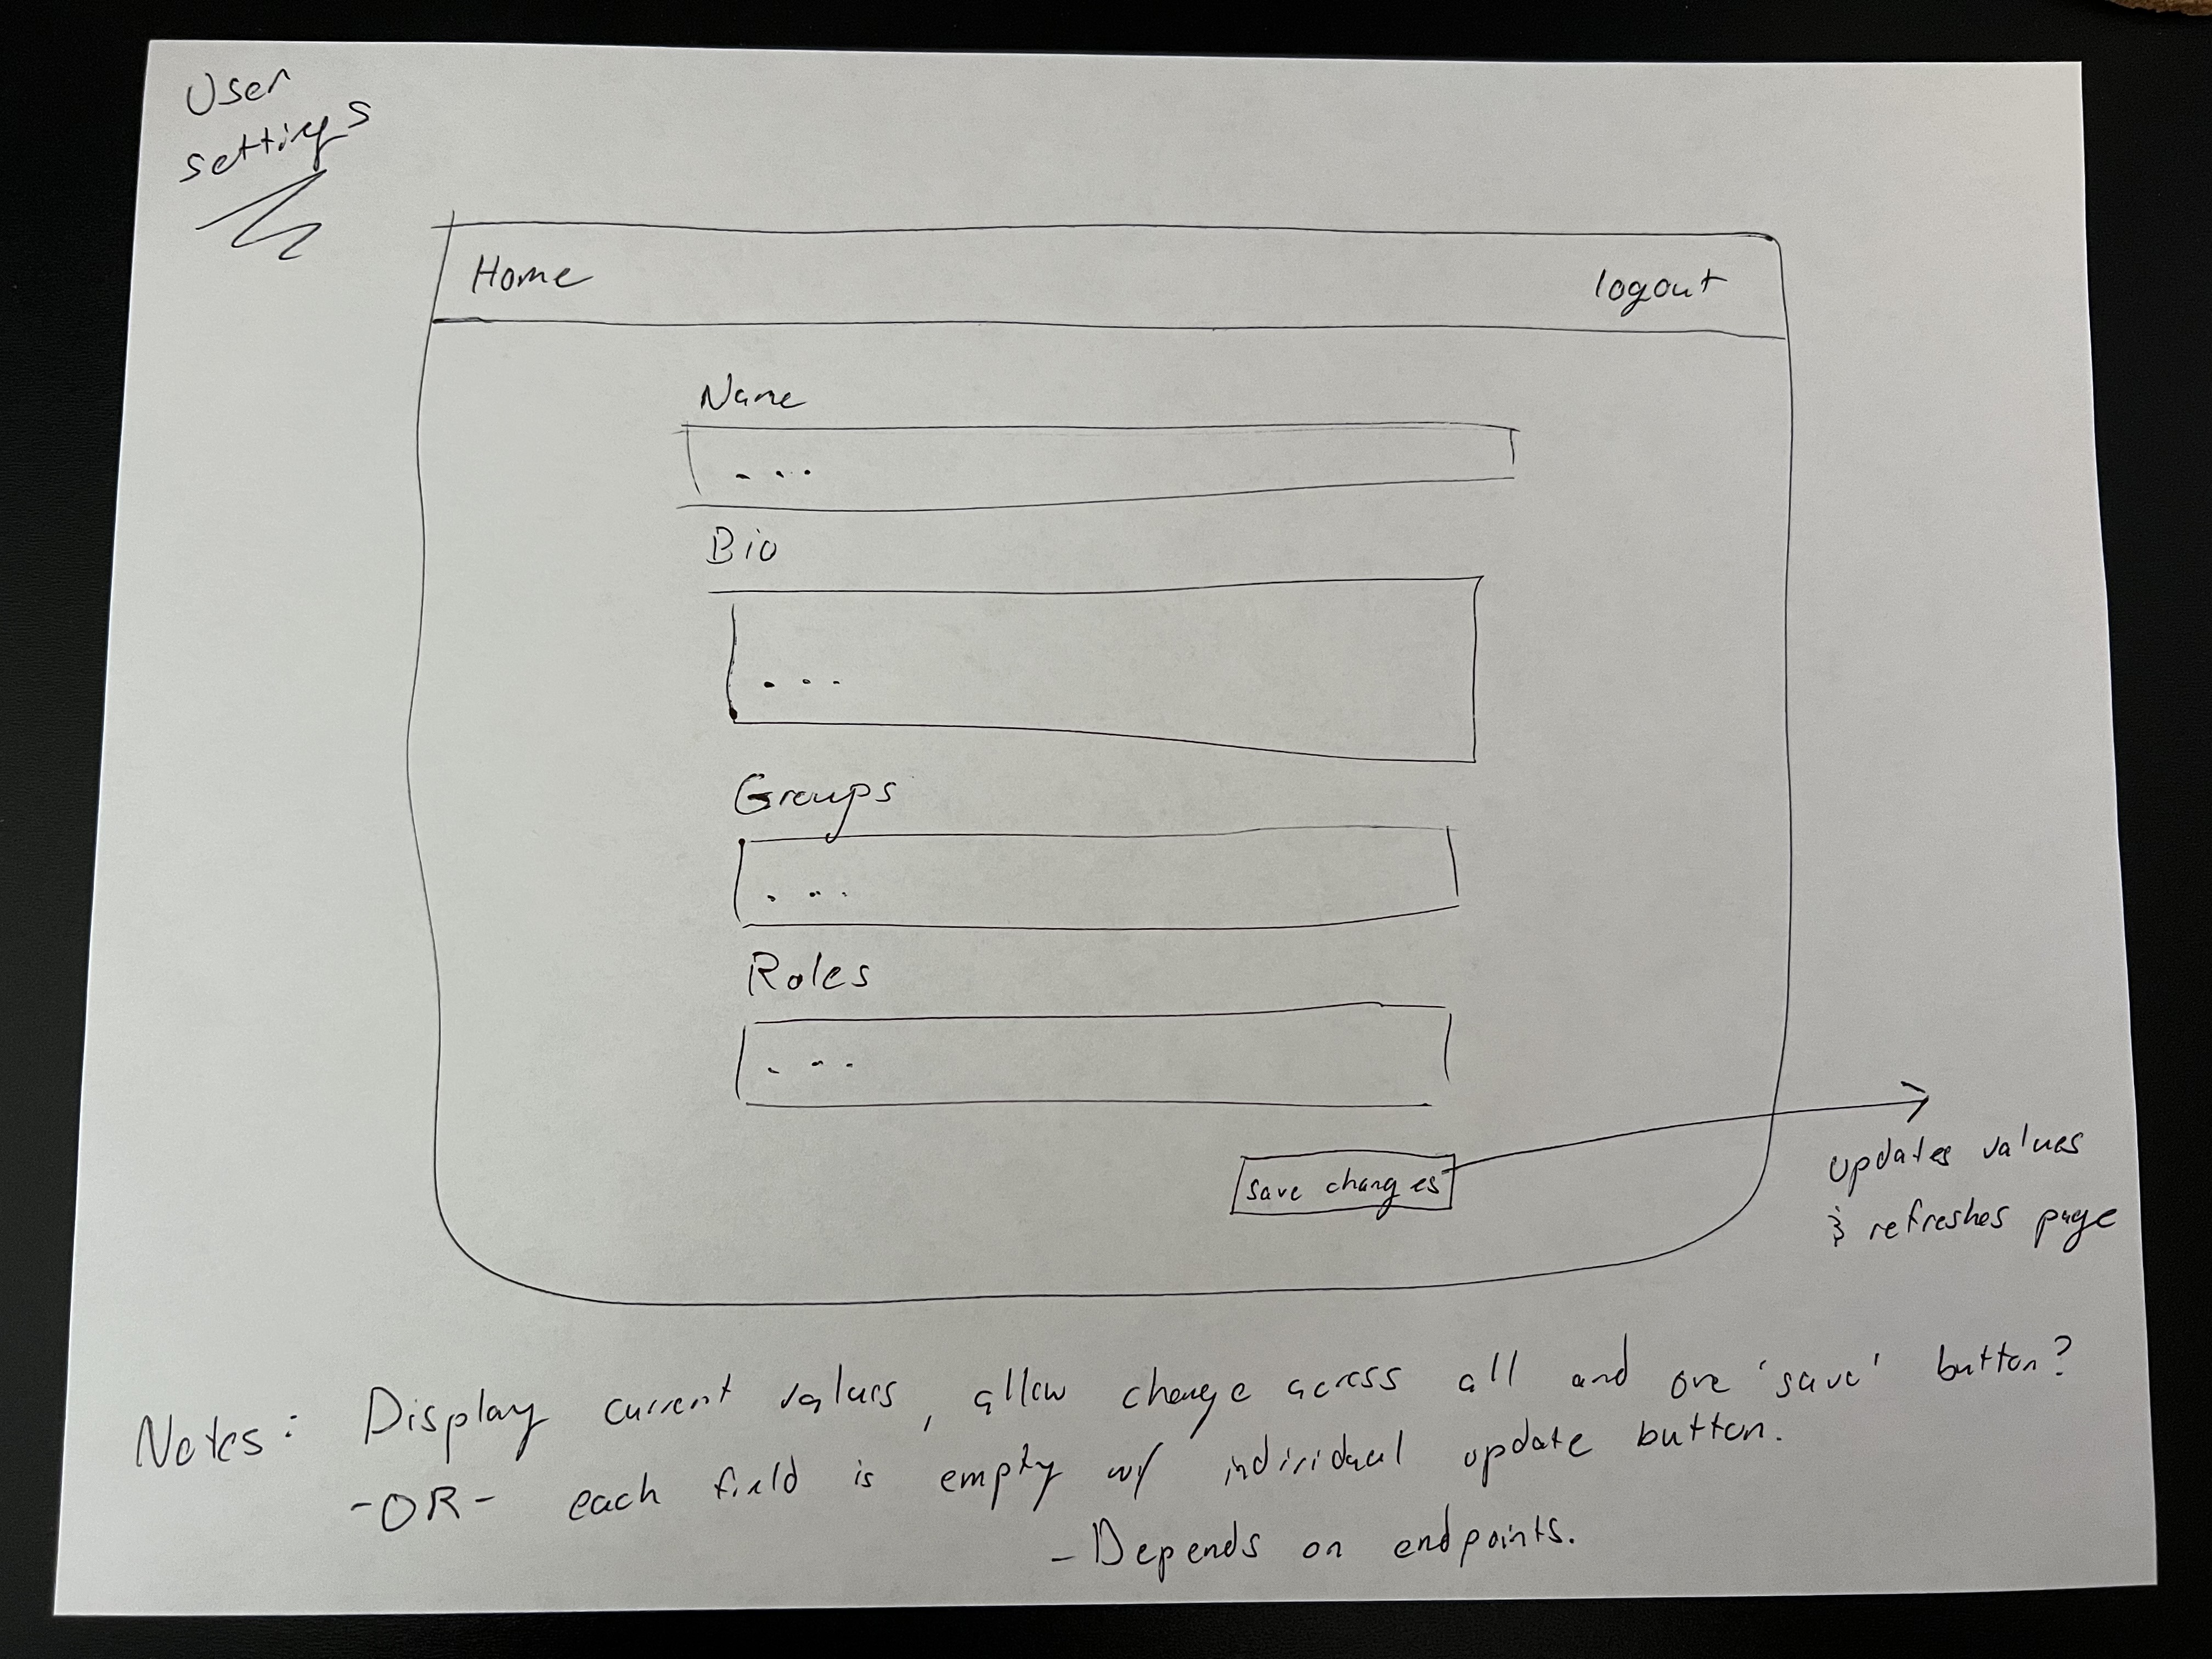 User
settings
Home
logout
Name
...
Bio
...
Groups
...
Roles
...
save changes
updates values
& refreshes page
Notes: Display current values, allow change across all and one 'save' button?
-OR- each field is empty w/ individual update button.
- Depends on endpoints.